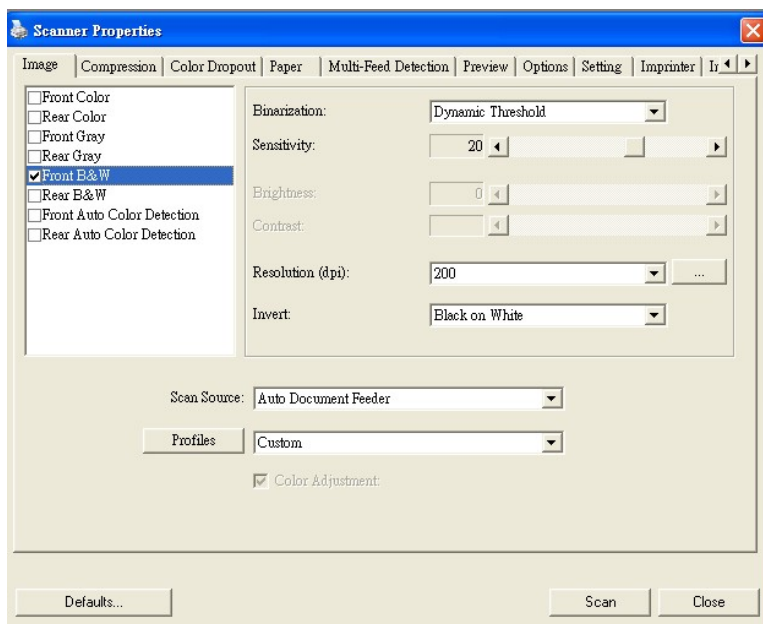 Scanner Properties
Image Compression Color Dropout Paper Multi-Feed Detection Preview Options Setting Imprinter
Front Color
Rear Color
Front Gray
Rear Gray
Front B&W
Rear B&W
Front Auto Color Detection
Rear Auto Color Detection
Binarization: Dynamic Threshold
Sensitivity: 20
Brightness: 0
Contrast:
Resolution (dpi): 200 ...
Invert: Black on White
Scan Source: Auto Document Feeder
Profiles Custom
Color Adjustment:
Defaults... Scan Close